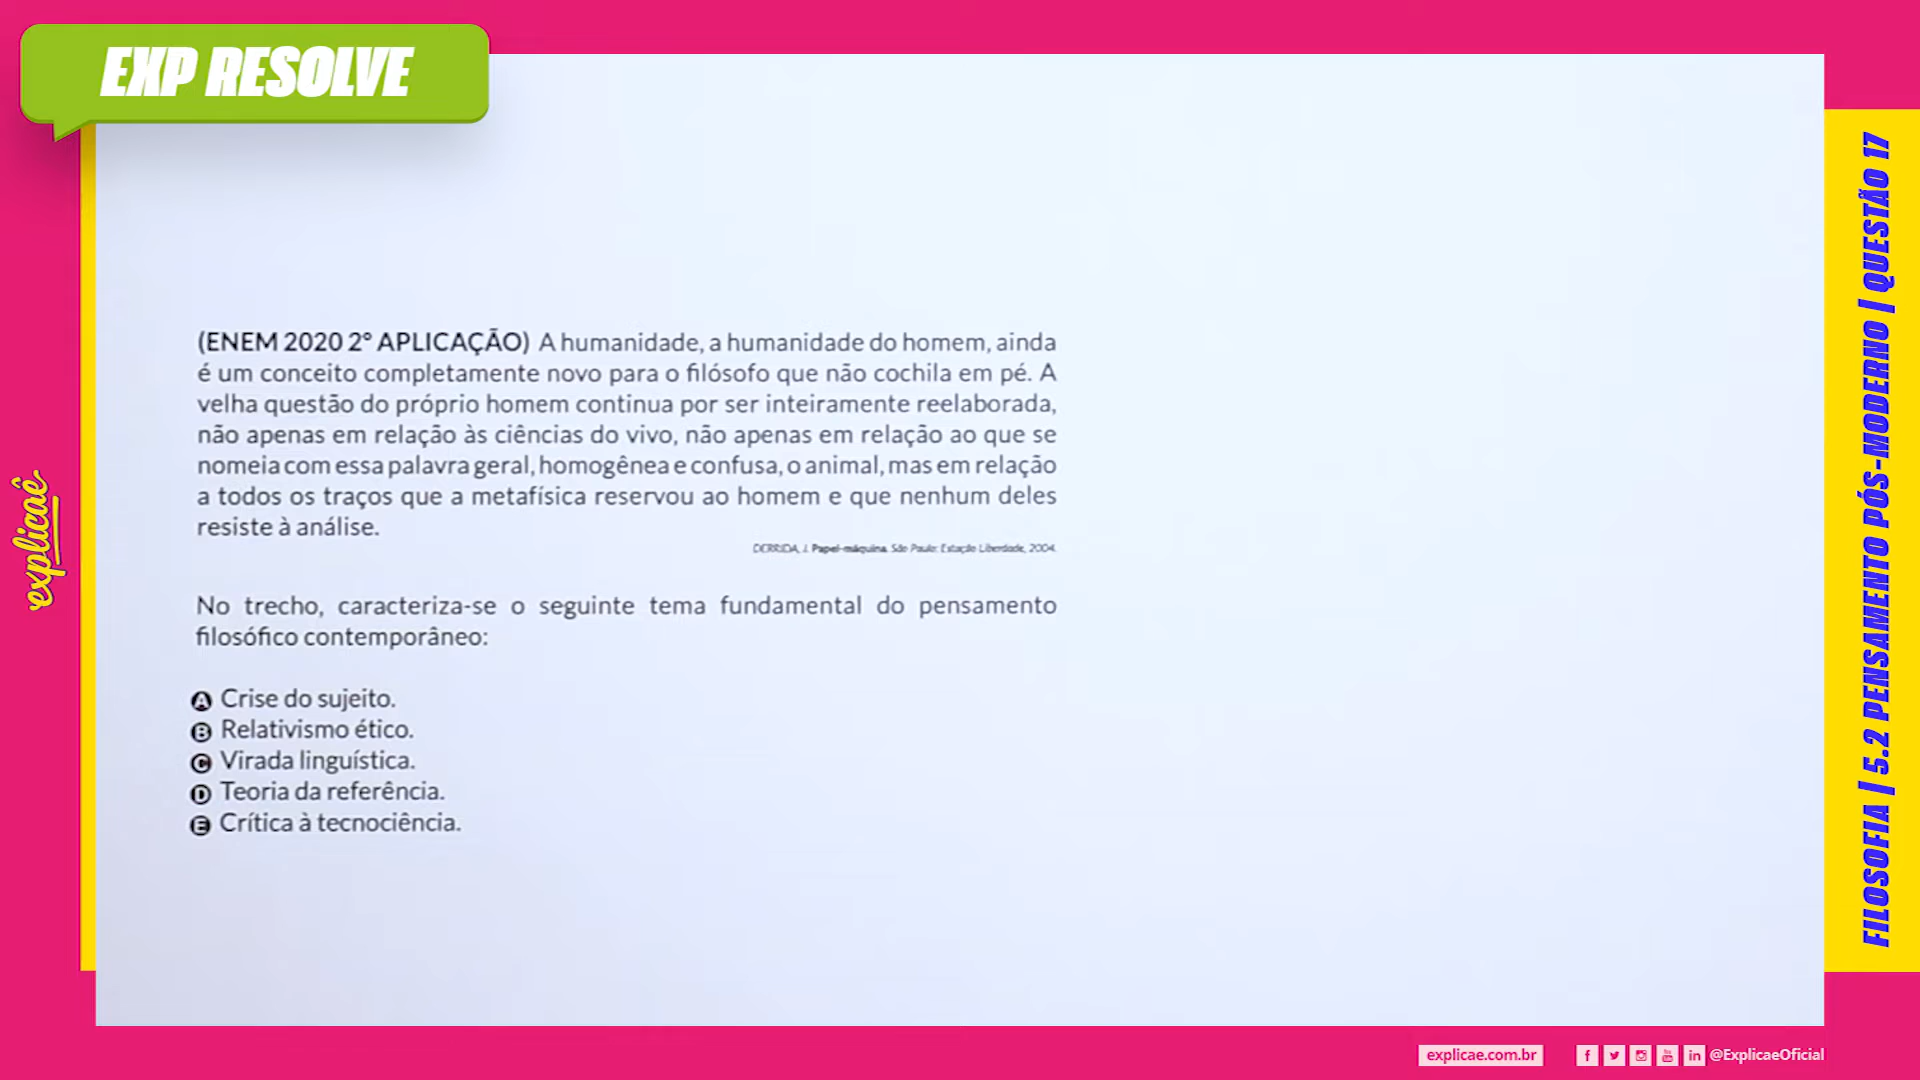 EXP RESOLVE
(ENEM 2020 2º APLICAÇÃO) A humanidade, a humanidade do homem, ainda
é um conceito completamente novo para o filósofo que não cochila em pé. A
velha questão do próprio homem continua por ser inteiramente reelaborada,
não apenas em relação às ciências do vivo, não apenas em relação ao que se
nomeia com essa palavra geral, homogênea e confusa, o animal, mas em relação
a todos os traços que a metafísica reservou ao homem e que nenhum deles
resiste à análise.
DERRIDA, J. Papel-máquina. São Paulo: Estação Liberdade, 2004.
No trecho, caracteriza-se o seguinte tema fundamental do pensamento
filosófico contemporâneo:
A Crise do sujeito.
B Relativismo ético.
C Virada linguística.
D Teoria da referência.
E Crítica à tecnociência.
explicaê
FILOSOFIA | 5.2 PENSAMENTO PÓS-MODERNO | QUESTÃO 17
explicae.com.br
@ExplicaeOficial